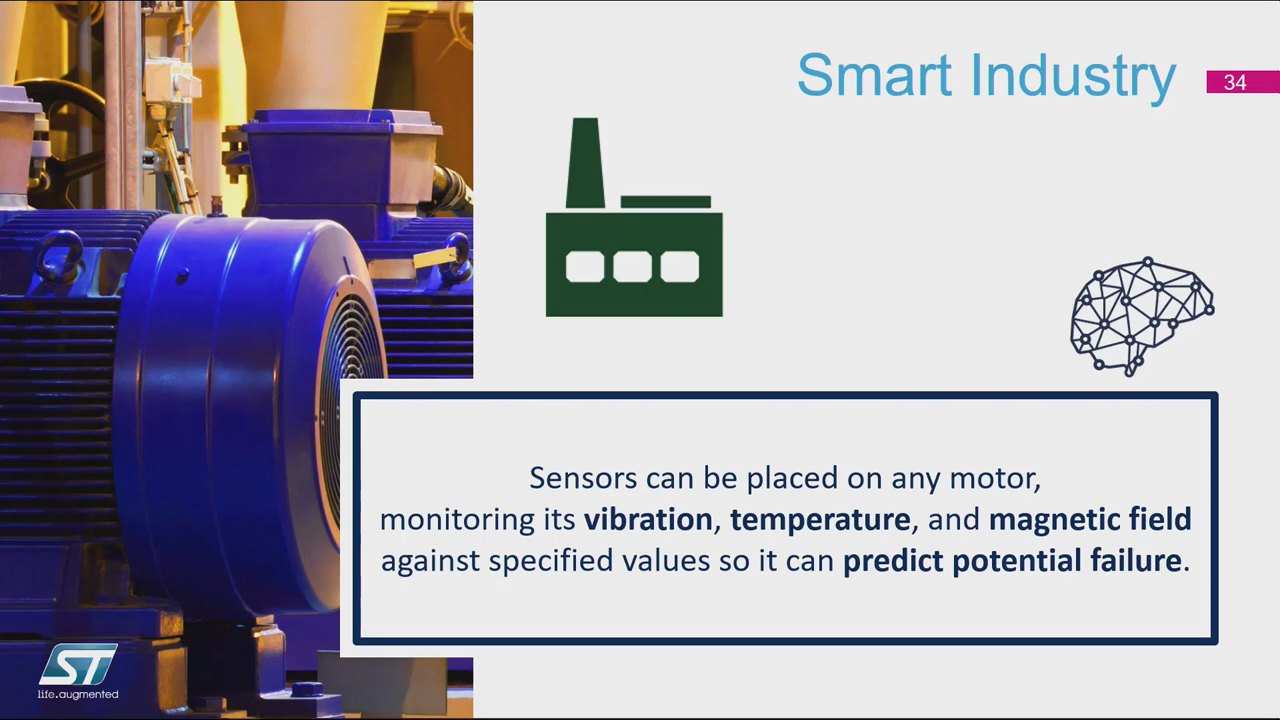 Smart Industry
34
Sensors can be placed on any motor,
monitoring its vibration, temperature, and magnetic field
against specified values so it can predict potential failure.
ST
life.augmented